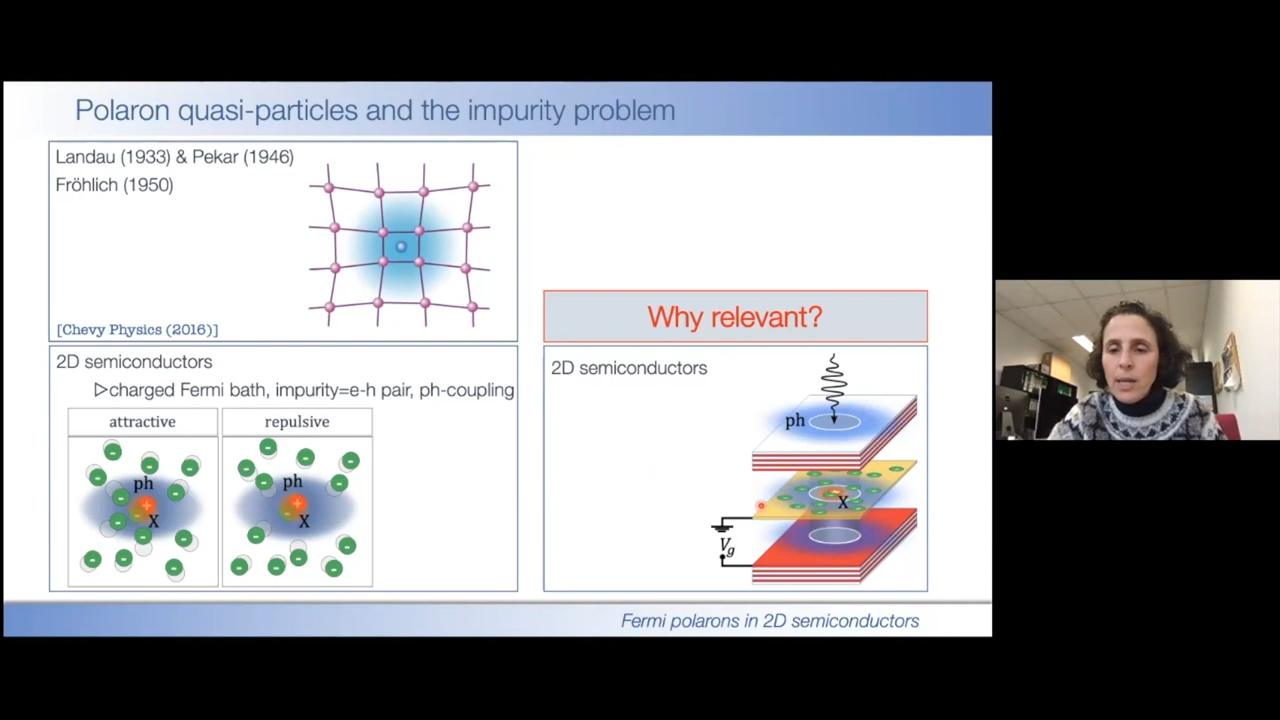 Polaron quasi-particles and the impurity problem
Landau (1933) & Pekar (1946)
Fröhlich (1950)
[Chevy Physics (2016)]
2D semiconductors
▷charged Fermi bath, impurity=e-h pair, ph-coupling
attractive
repulsive
ph
+
X
ph
+
X
Why relevant?
2D semiconductors
ph
X
Vg
Fermi polarons in 2D semiconductors